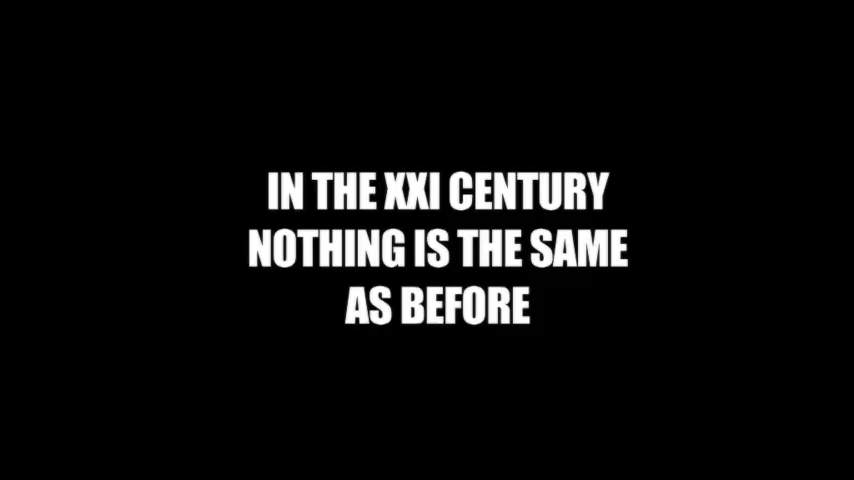 IN THE XXI CENTURY
NOTHING IS THE SAME
AS BEFORE